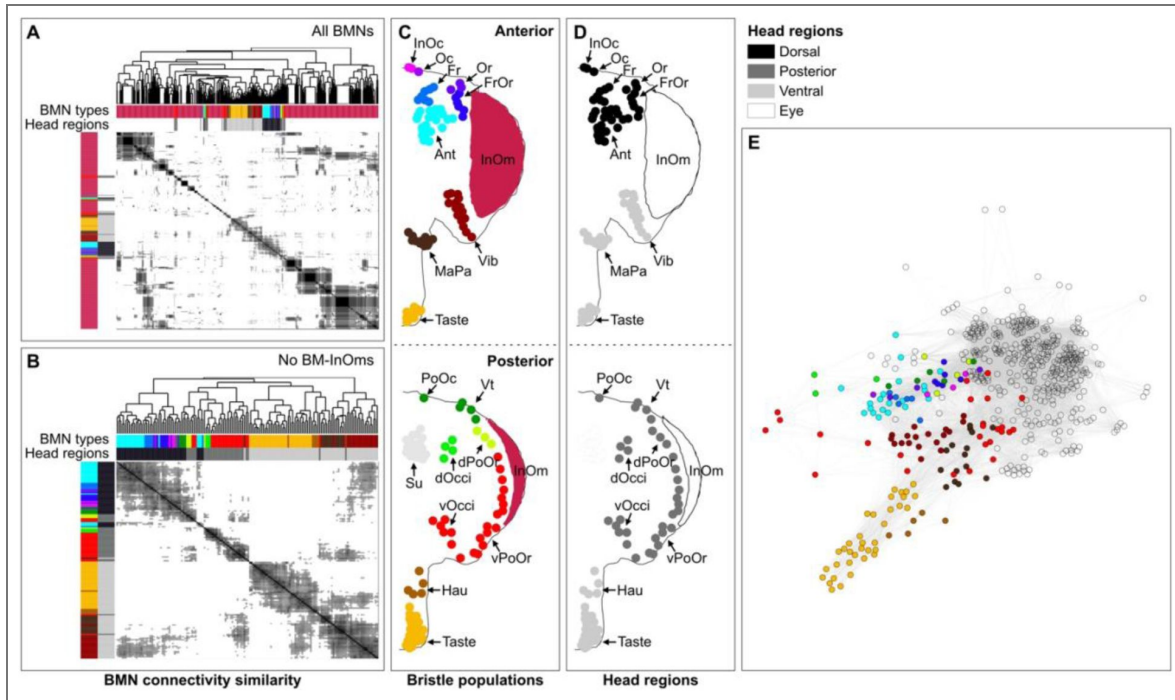 A
All BMNs
BMN types
Head regions
B
No BM-InOms
BMN types
Head regions
BMN connectivity similarity
C
Anterior
InOc
Oc
Fr
Or
FrOr
Ant
InOm
MaPa
Vib
Taste
Posterior
PoOc
Vt
Su
dOcci
dPoOr
InOm
vOcci
vPoOr
Hau
Taste
Bristle populations
D
InOc
Oc
Fr
Or
FrOr
Ant
InOm
MaPa
Vib
Taste
PoOc
Vt
dPoOr
dOcci
InOm
vOcci
vPoOr
Hau
Taste
Head regions
Head regions
Dorsal
Posterior
Ventral
Eye
E